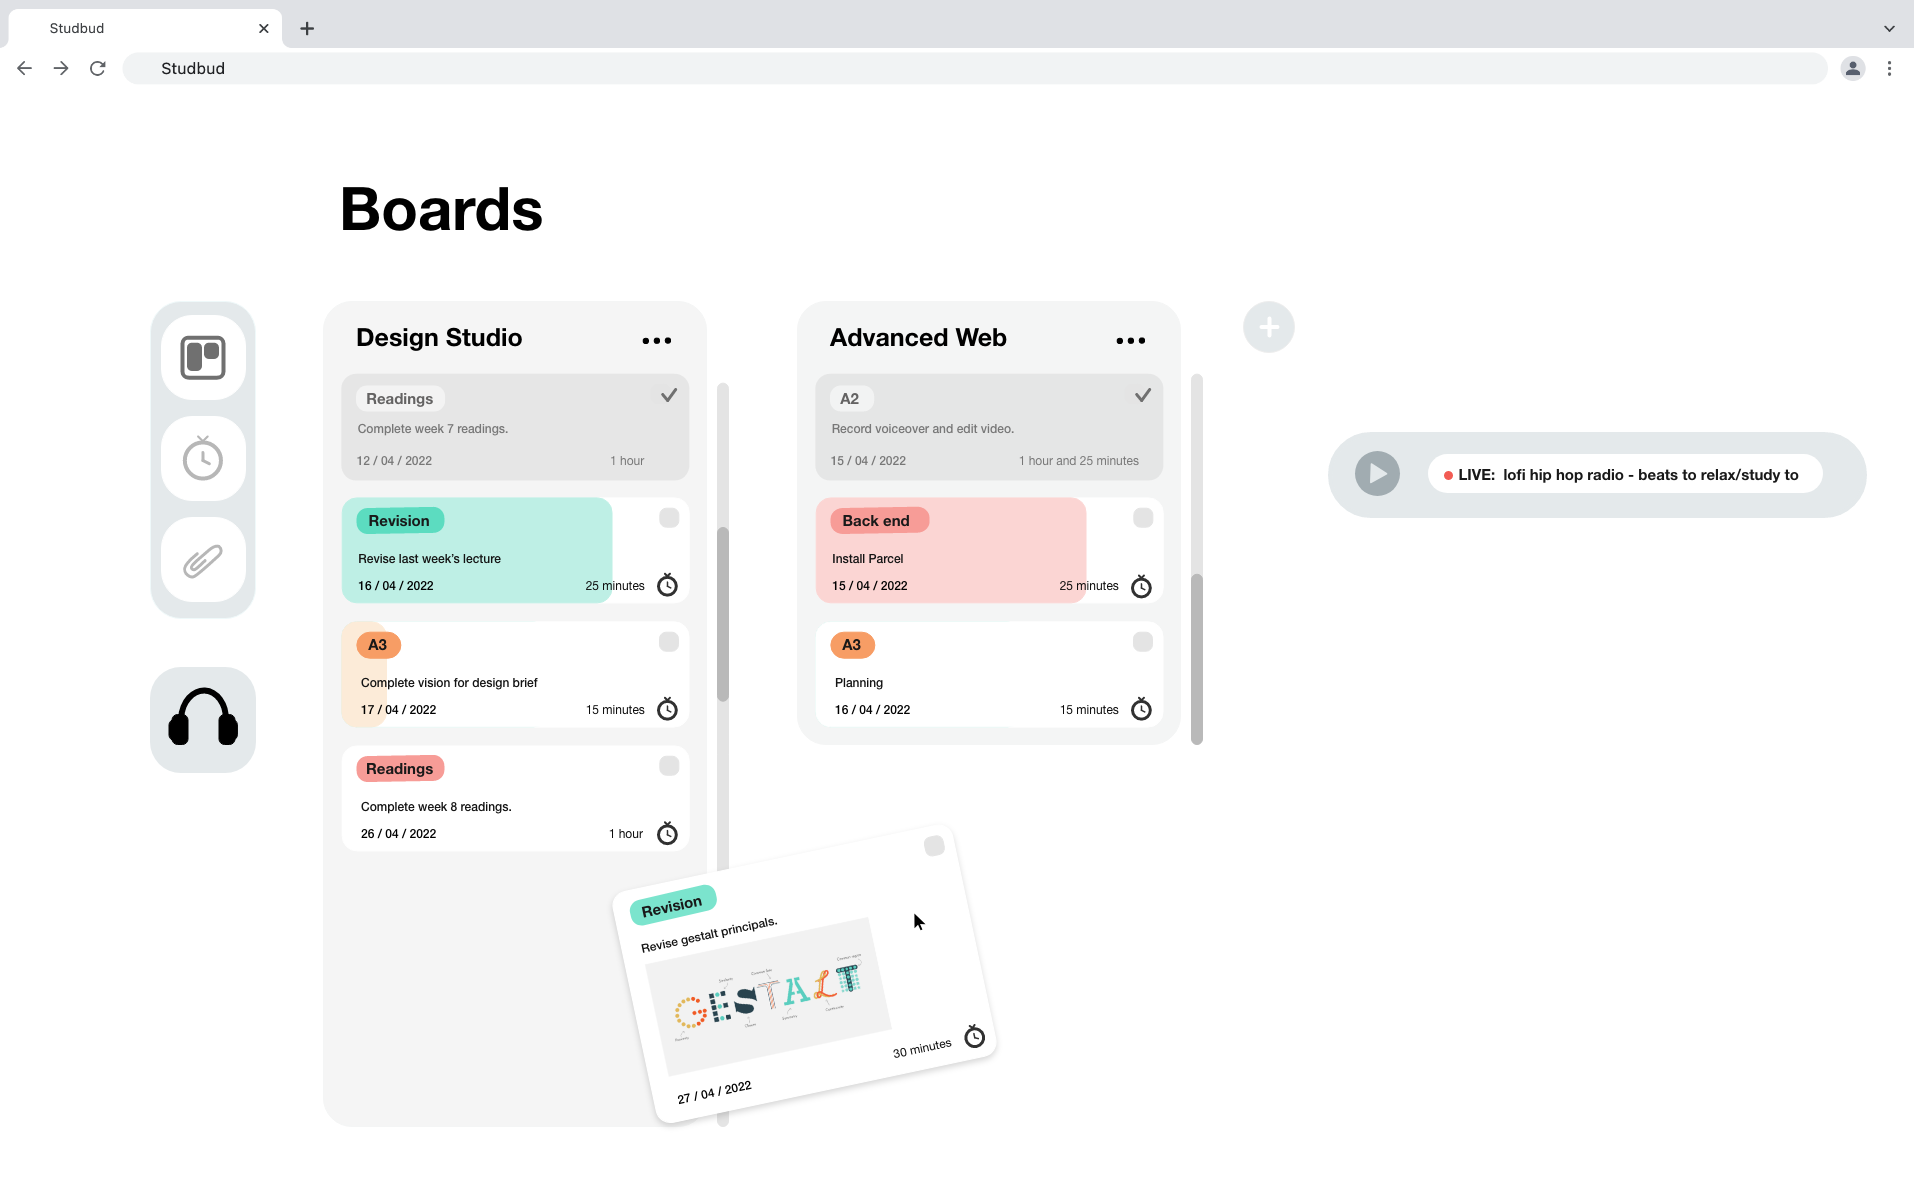 Studbud
Studbud
Boards
Design Studio
Readings
Complete week 7 readings.
12 / 04 / 2022
1 hour
Revision
Revise last week’s lecture
16 / 04 / 2022
25 minutes
A3
Complete vision for design brief
17 / 04 / 2022
15 minutes
Readings
Complete week 8 readings.
26 / 04 / 2022
1 hour
Revision
Revise gestalt principals.
GESTALT
30 minutes
27 / 04 / 2022
Advanced Web
A2
Record voiceover and edit video.
15 / 04 / 2022
1 hour and 25 minutes
Back end
Install Parcel
15 / 04 / 2022
25 minutes
A3
Planning
16 / 04 / 2022
15 minutes
LIVE: lofi hip hop radio - beats to relax/study to